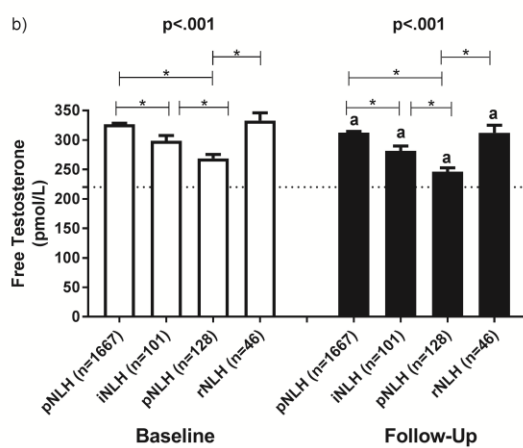 b)
p<.001
p<.001
* *
* *
* *
* *
350
300
250
200
150
100
50
0
Free Testosterone
(pmol/L)
a
a
a
a
pNLH (n=1667)
iNLH (n=101)
pNLH (n=128)
rNLH (n=46)
pNLH (n=1667)
iNLH (n=101)
pNLH (n=128)
rNLH (n=46)
Baseline
Follow-Up